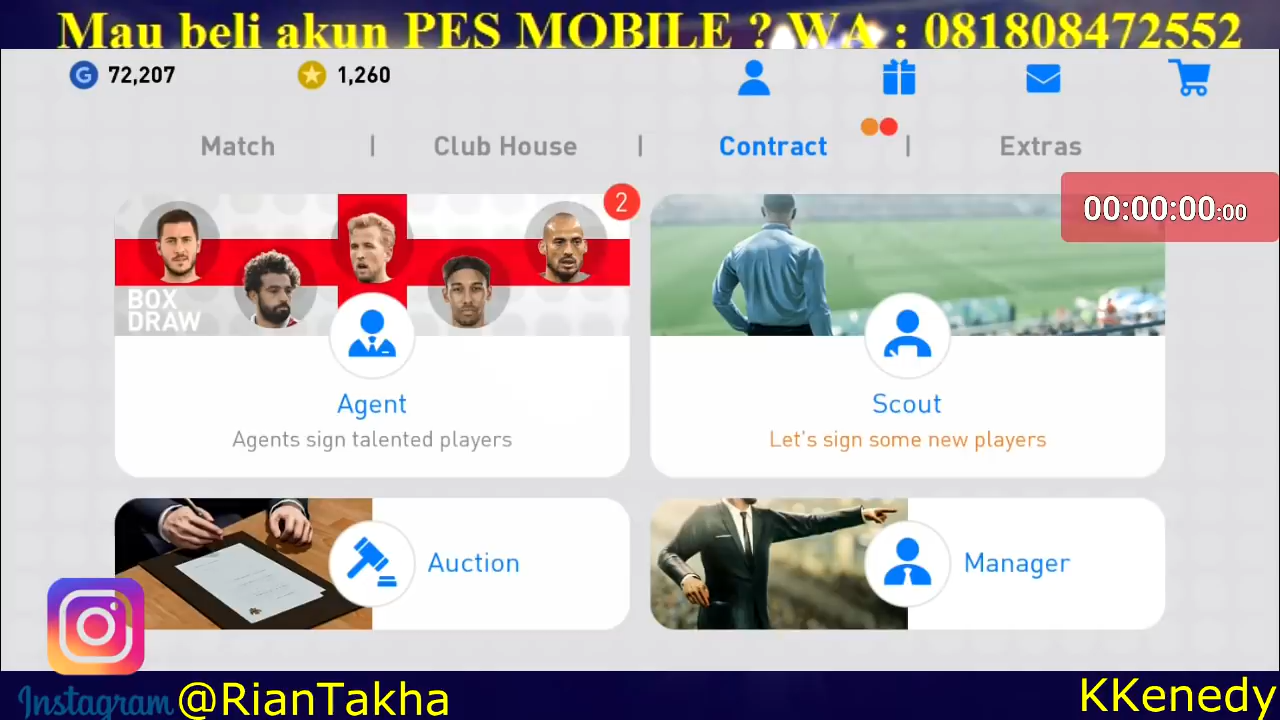 Mau beli akun PES MOBILE ? WA : 081808472552
72,207
1,260
Match | Club House | Contract | Extras
2
00:00:00:00
BOX
DRAW
Agent
Agents sign talented players
Scout
Let's sign some new players
Auction
Manager
Instagram @RianTakha
KKenedy